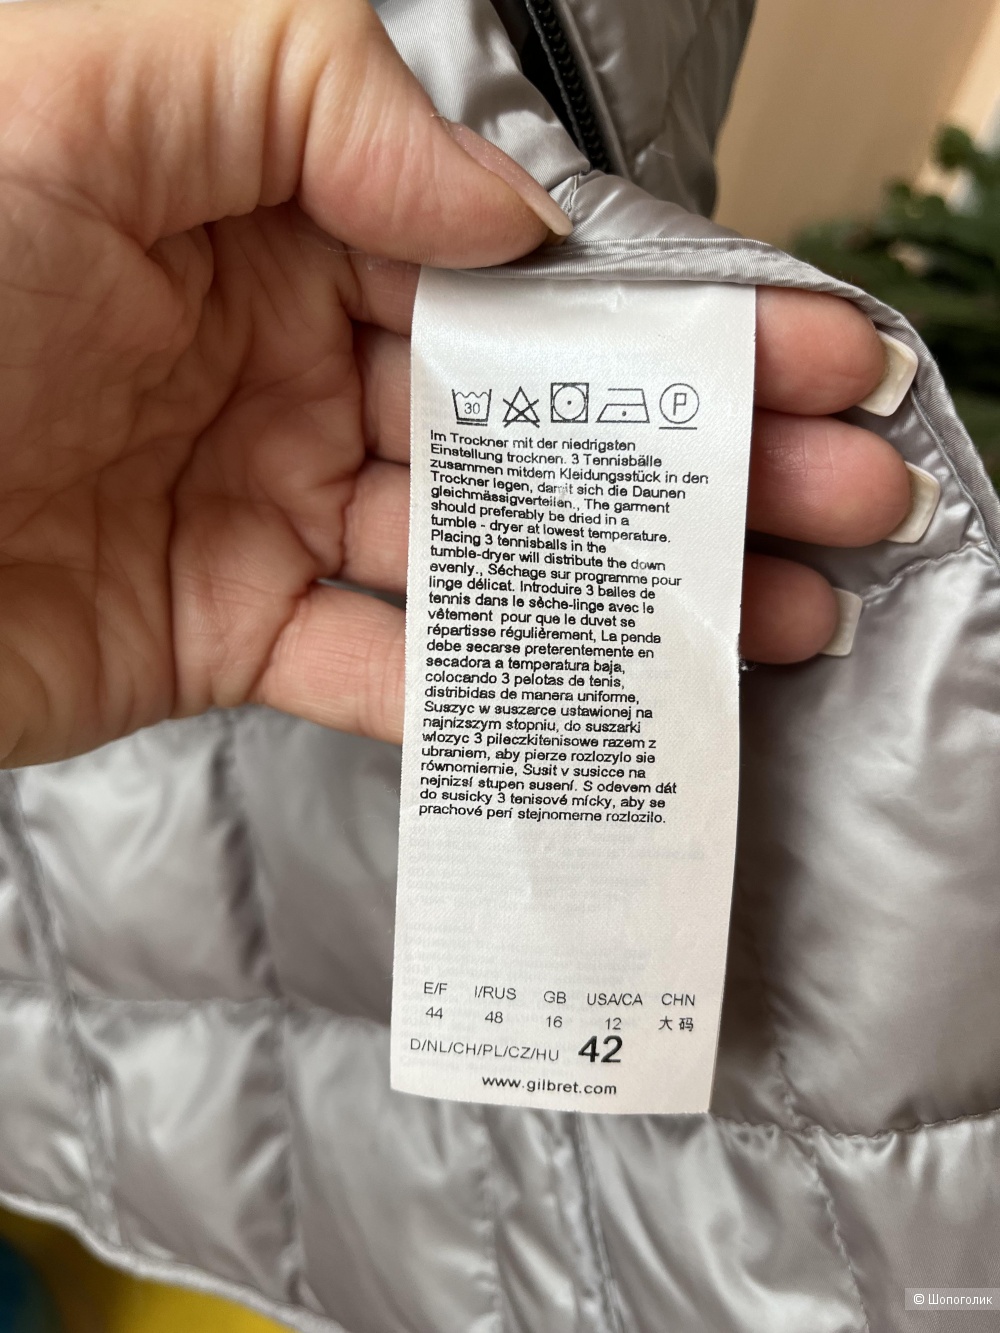 30
P
Im Trockner mit der niedrigsten
Einstellung trocknen. 3 Tennisbälle
zusammen mitdem Kleidungsstück in den
Trockner legen, damit sich die Daunen
gleichmässigverteilen., The garment
should preferably be dried in a
tumble - dryer at lowest temperature.
Placing 3 tennisballs in the
tumble-dryer will distribute the down
evenly., Séchage sur programme pour
linge délicat. Introduire 3 balles de
tennis dans le sèche-linge avec le
vêtement pour que le duvet se
répartisse régulièrement, La penda
debe secarse preterentemente en
secadora a temperatura baja,
colocando 3 pelotas de tenis,
distribidas de manera uniforme,
Suszyc w suszarce ustawionej na
najnizszym stopniu, do suszarki
wlozyc 3 pileczkitenisowe razem z
ubraniem, aby pierze rozlozylo sie
równomiernie, Susit v susicce na
nejnizsí stupen susení. S odevem dát
do susicky 3 tenisové mícky, aby se
prachové perí stejnomerne rozlozilo.
E/F I/RUS GB USA/CA CHN
44 48 16 12 大码
D/NL/CH/PL/CZ/HU 42
www.gilbret.com
© Шопоголик